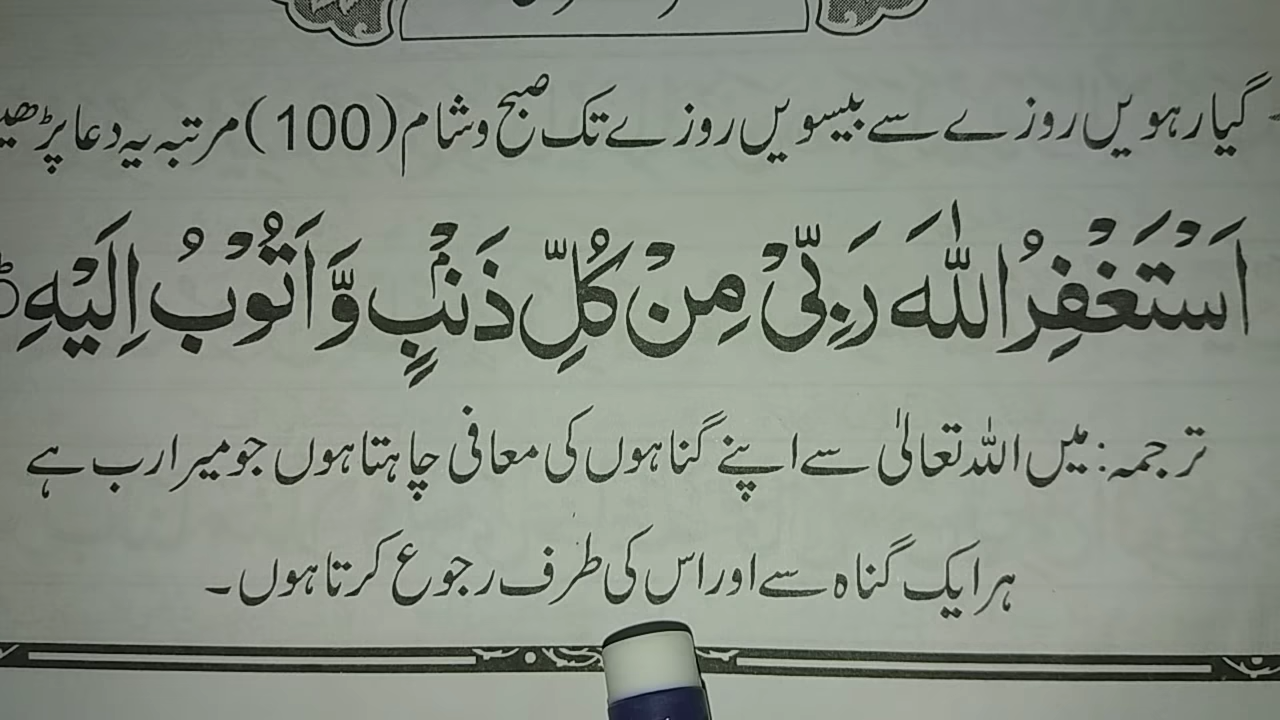 گیارہویں روزے سے بیسویں روزے تک صبح و شام (100) مرتبہ یہ دعا پڑھیں
اَسْتَغْفِرُ اللّٰهَ رَبِّیْ مِنْ کُلِّ ذَنْۢبٍ وَّ اَتُوْبُ اِلَیْهِ ؕ
ترجمہ: میں اللہ تعالیٰ سے اپنے گناہوں کی معافی چاہتا ہوں جو میرا رب ہے
ہر ایک گناہ سے اور اس کی طرف رجوع کرتا ہوں۔